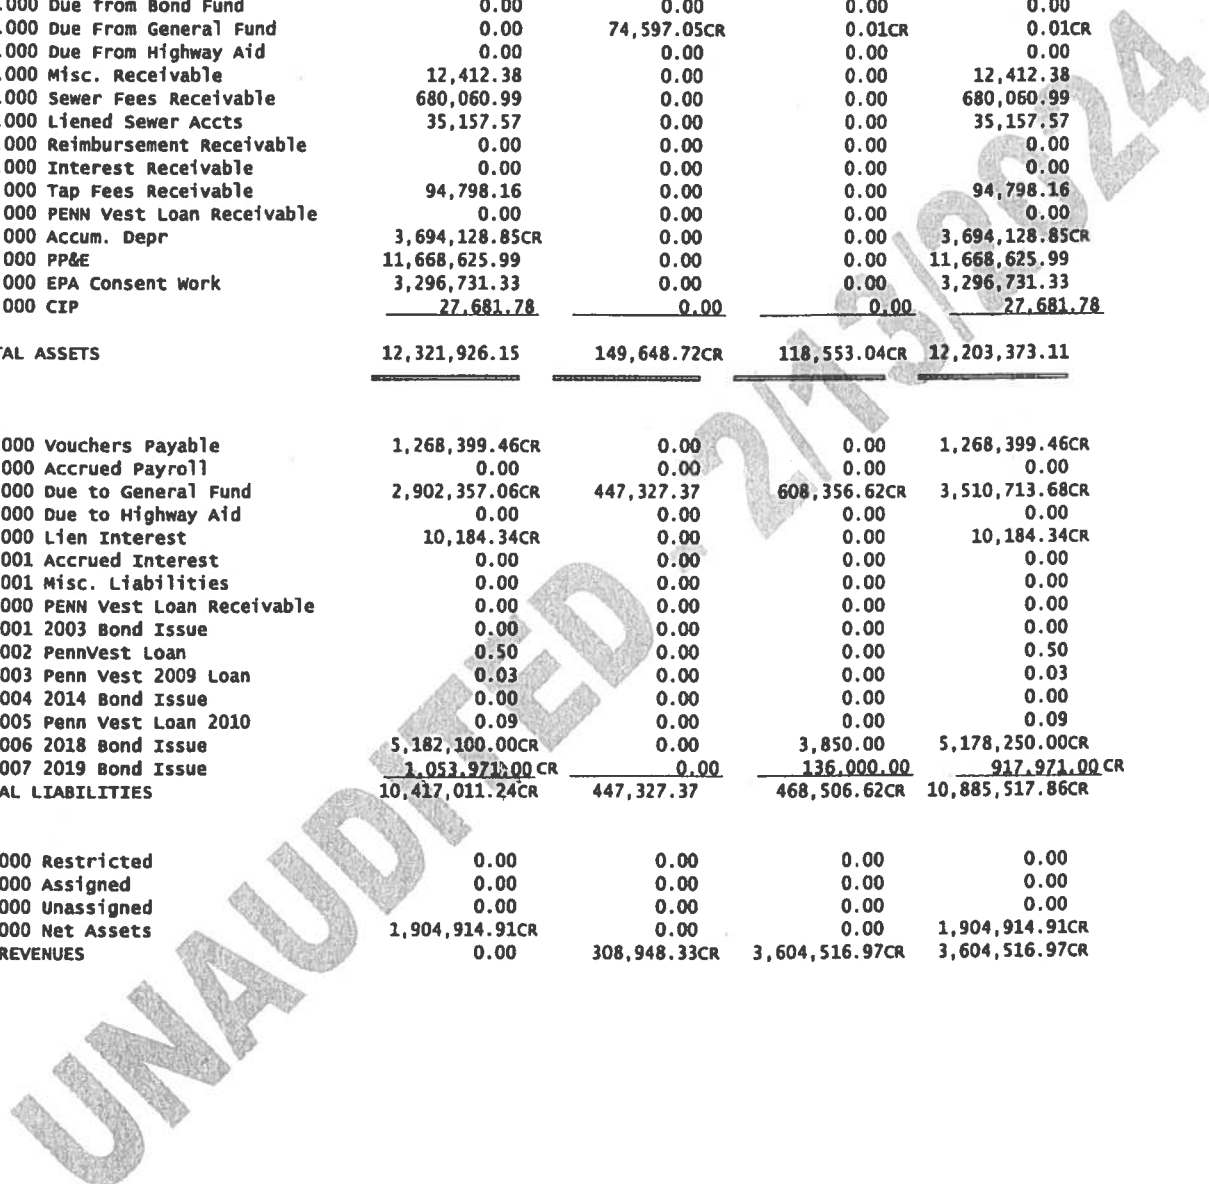 .000 Due from Bond Fund 0.00 0.00 0.00 0.00
.000 Due From General Fund 0.00 74,597.05CR 0.01CR 0.01CR
.000 Due From Highway Aid 0.00 0.00 0.00 0.00
.000 Misc. Receivable 12,412.38 0.00 0.00 12,412.38
.000 Sewer Fees Receivable 680,060.99 0.00 0.00 680,060.99
.000 Liened Sewer Accts 35,157.57 0.00 0.00 35,157.57
.000 Reimbursement Receivable 0.00 0.00 0.00 0.00
000 Interest Receivable 0.00 0.00 0.00 0.00
000 Tap Fees Receivable 94,798.16 0.00 0.00 94,798.16
000 PENN Vest Loan Receivable 0.00 0.00 0.00 0.00
000 Accum. Depr 3,694,128.85CR 0.00 0.00 3,694,128.85CR
000 PP&E 11,668,625.99 0.00 0.00 11,668,625.99
000 EPA Consent Work 3,296,731.33 0.00 0.00 3,296,731.33
000 CIP 27,681.78 0.00 0.00 27,681.78
TAL ASSETS 12,321,926.15 149,648.72CR 118,553.04CR 12,203,373.11
000 Vouchers Payable 1,268,399.46CR 0.00 0.00 1,268,399.46CR
000 Accrued Payroll 0.00 0.00 0.00 0.00
000 Due to General Fund 2,902,357.06CR 447,327.37 608,356.62CR 3,510,713.68CR
000 Due to Highway Aid 0.00 0.00 0.00 0.00
000 Lien Interest 10,184.34CR 0.00 0.00 10,184.34CR
001 Accrued Interest 0.00 0.00 0.00 0.00
001 Misc. Liabilities 0.00 0.00 0.00 0.00
000 PENN Vest Loan Receivable 0.00 0.00 0.00 0.00
001 2003 Bond Issue 0.00 0.00 0.00 0.00
002 PennVest Loan 0.50 0.00 0.00 0.50
003 Penn Vest 2009 Loan 0.03 0.00 0.00 0.03
004 2014 Bond Issue 0.00 0.00 0.00 0.00
005 Penn Vest Loan 2010 0.09 0.00 0.00 0.09
006 2018 Bond Issue 5,182,100.00CR 0.00 3,850.00 5,178,250.00CR
007 2019 Bond Issue 1,053,971.00 CR 0.00 136,000.00 917,971.00 CR
AL LIABILITIES 10,417,011.24CR 447,327.37 468,506.62CR 10,885,517.86CR
000 Restricted 0.00 0.00 0.00 0.00
000 Assigned 0.00 0.00 0.00 0.00
000 Unassigned 0.00 0.00 0.00 0.00
000 Net Assets 1,904,914.91CR 0.00 0.00 1,904,914.91CR
REVENUES 0.00 308,948.33CR 3,604,516.97CR 3,604,516.97CR
UNAUDITED - 2/13/2024